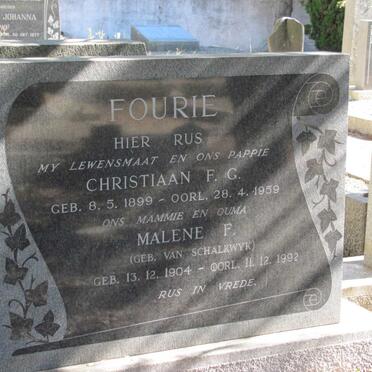 JOHANNA
FOURIE
HIER RUS
MY LEWENSMAAT EN ONS PAPPIE
CHRISTIAAN F. G.
GEB. 8. 5. 1899 - OORL. 28. 4. 1959
ONS MAMMIE EN OUMA
MALENE F.
(GEB. VAN SCHALKWYK)
GEB. 13. 12. 1904 - OORL. 11. 12. 1992
RUS IN VREDE.